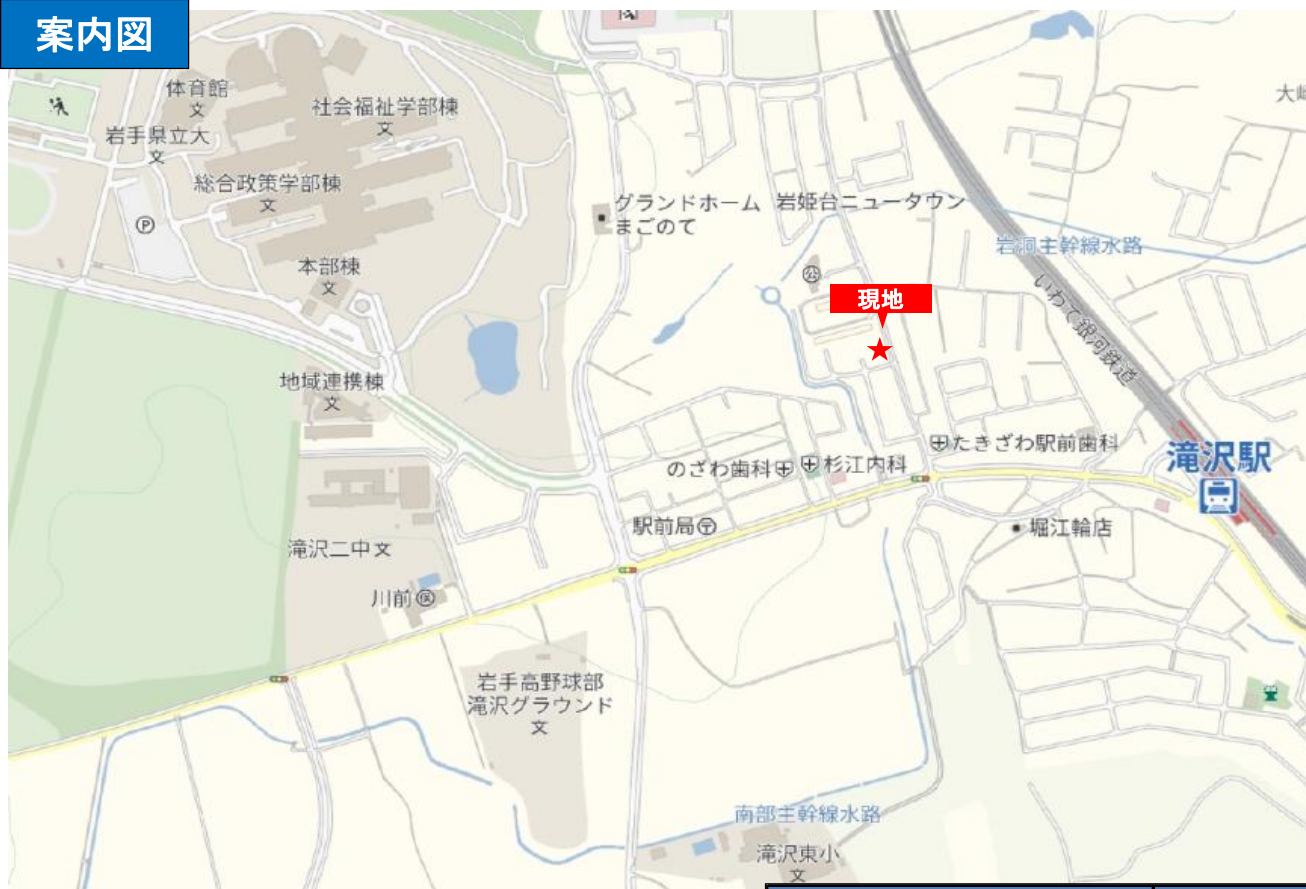 案内図
体育館
文
社会福祉学部棟
文
岩手県立大
文
総合政策学部棟
文
P
グランドホーム
まごのて
岩姫台ニュータウン
大崎
岩洞主幹線水路
本部棟
文
公
現地
いわて銀河鉄道
地域連携棟
文
たきざわ駅前歯科
滝沢駅
のざわ歯科
杉江内科
駅前局
堀江輪店
滝沢二中文
川前保
岩手高野球部
滝沢グラウンド
文
南部主幹線水路
滝沢東小
文